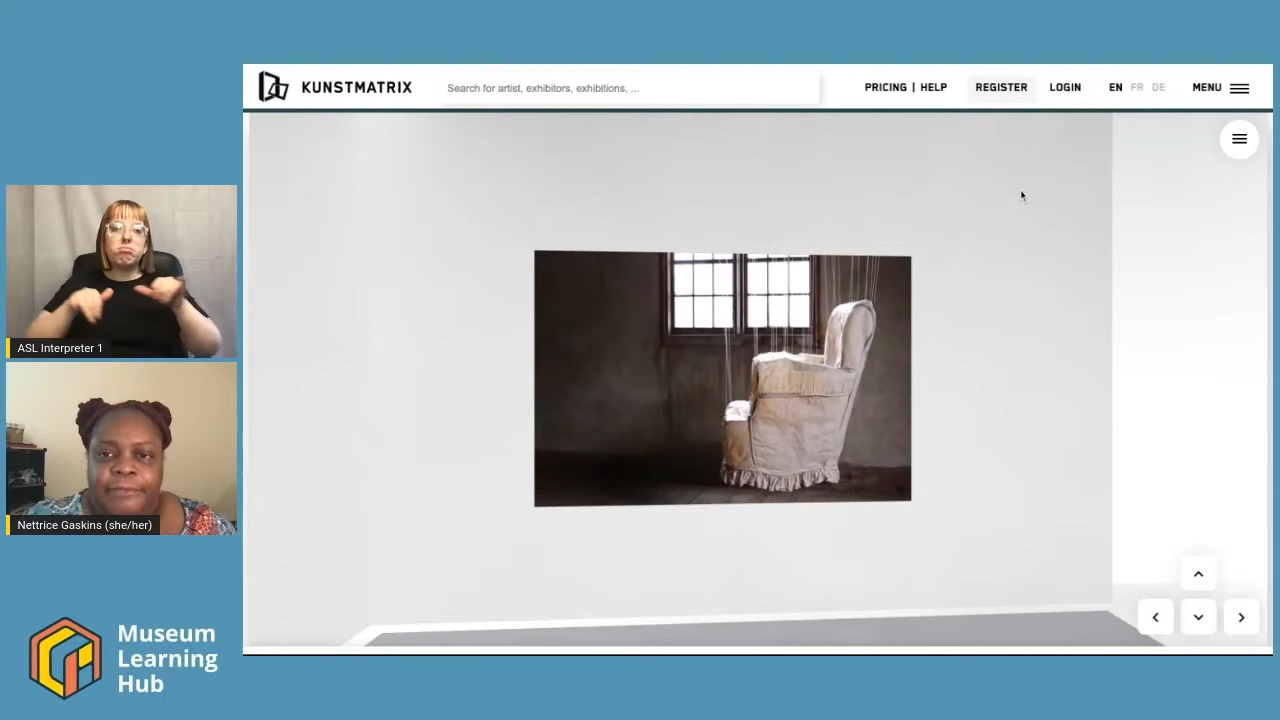 KUNSTMATRIX
Search for artist, exhibitors, exhibitions, ...
PRICING | HELP
REGISTER
LOGIN
EN FR DE
MENU
ASL Interpreter 1
Nettrice Gaskins (she/her)
Museum
Learning
Hub